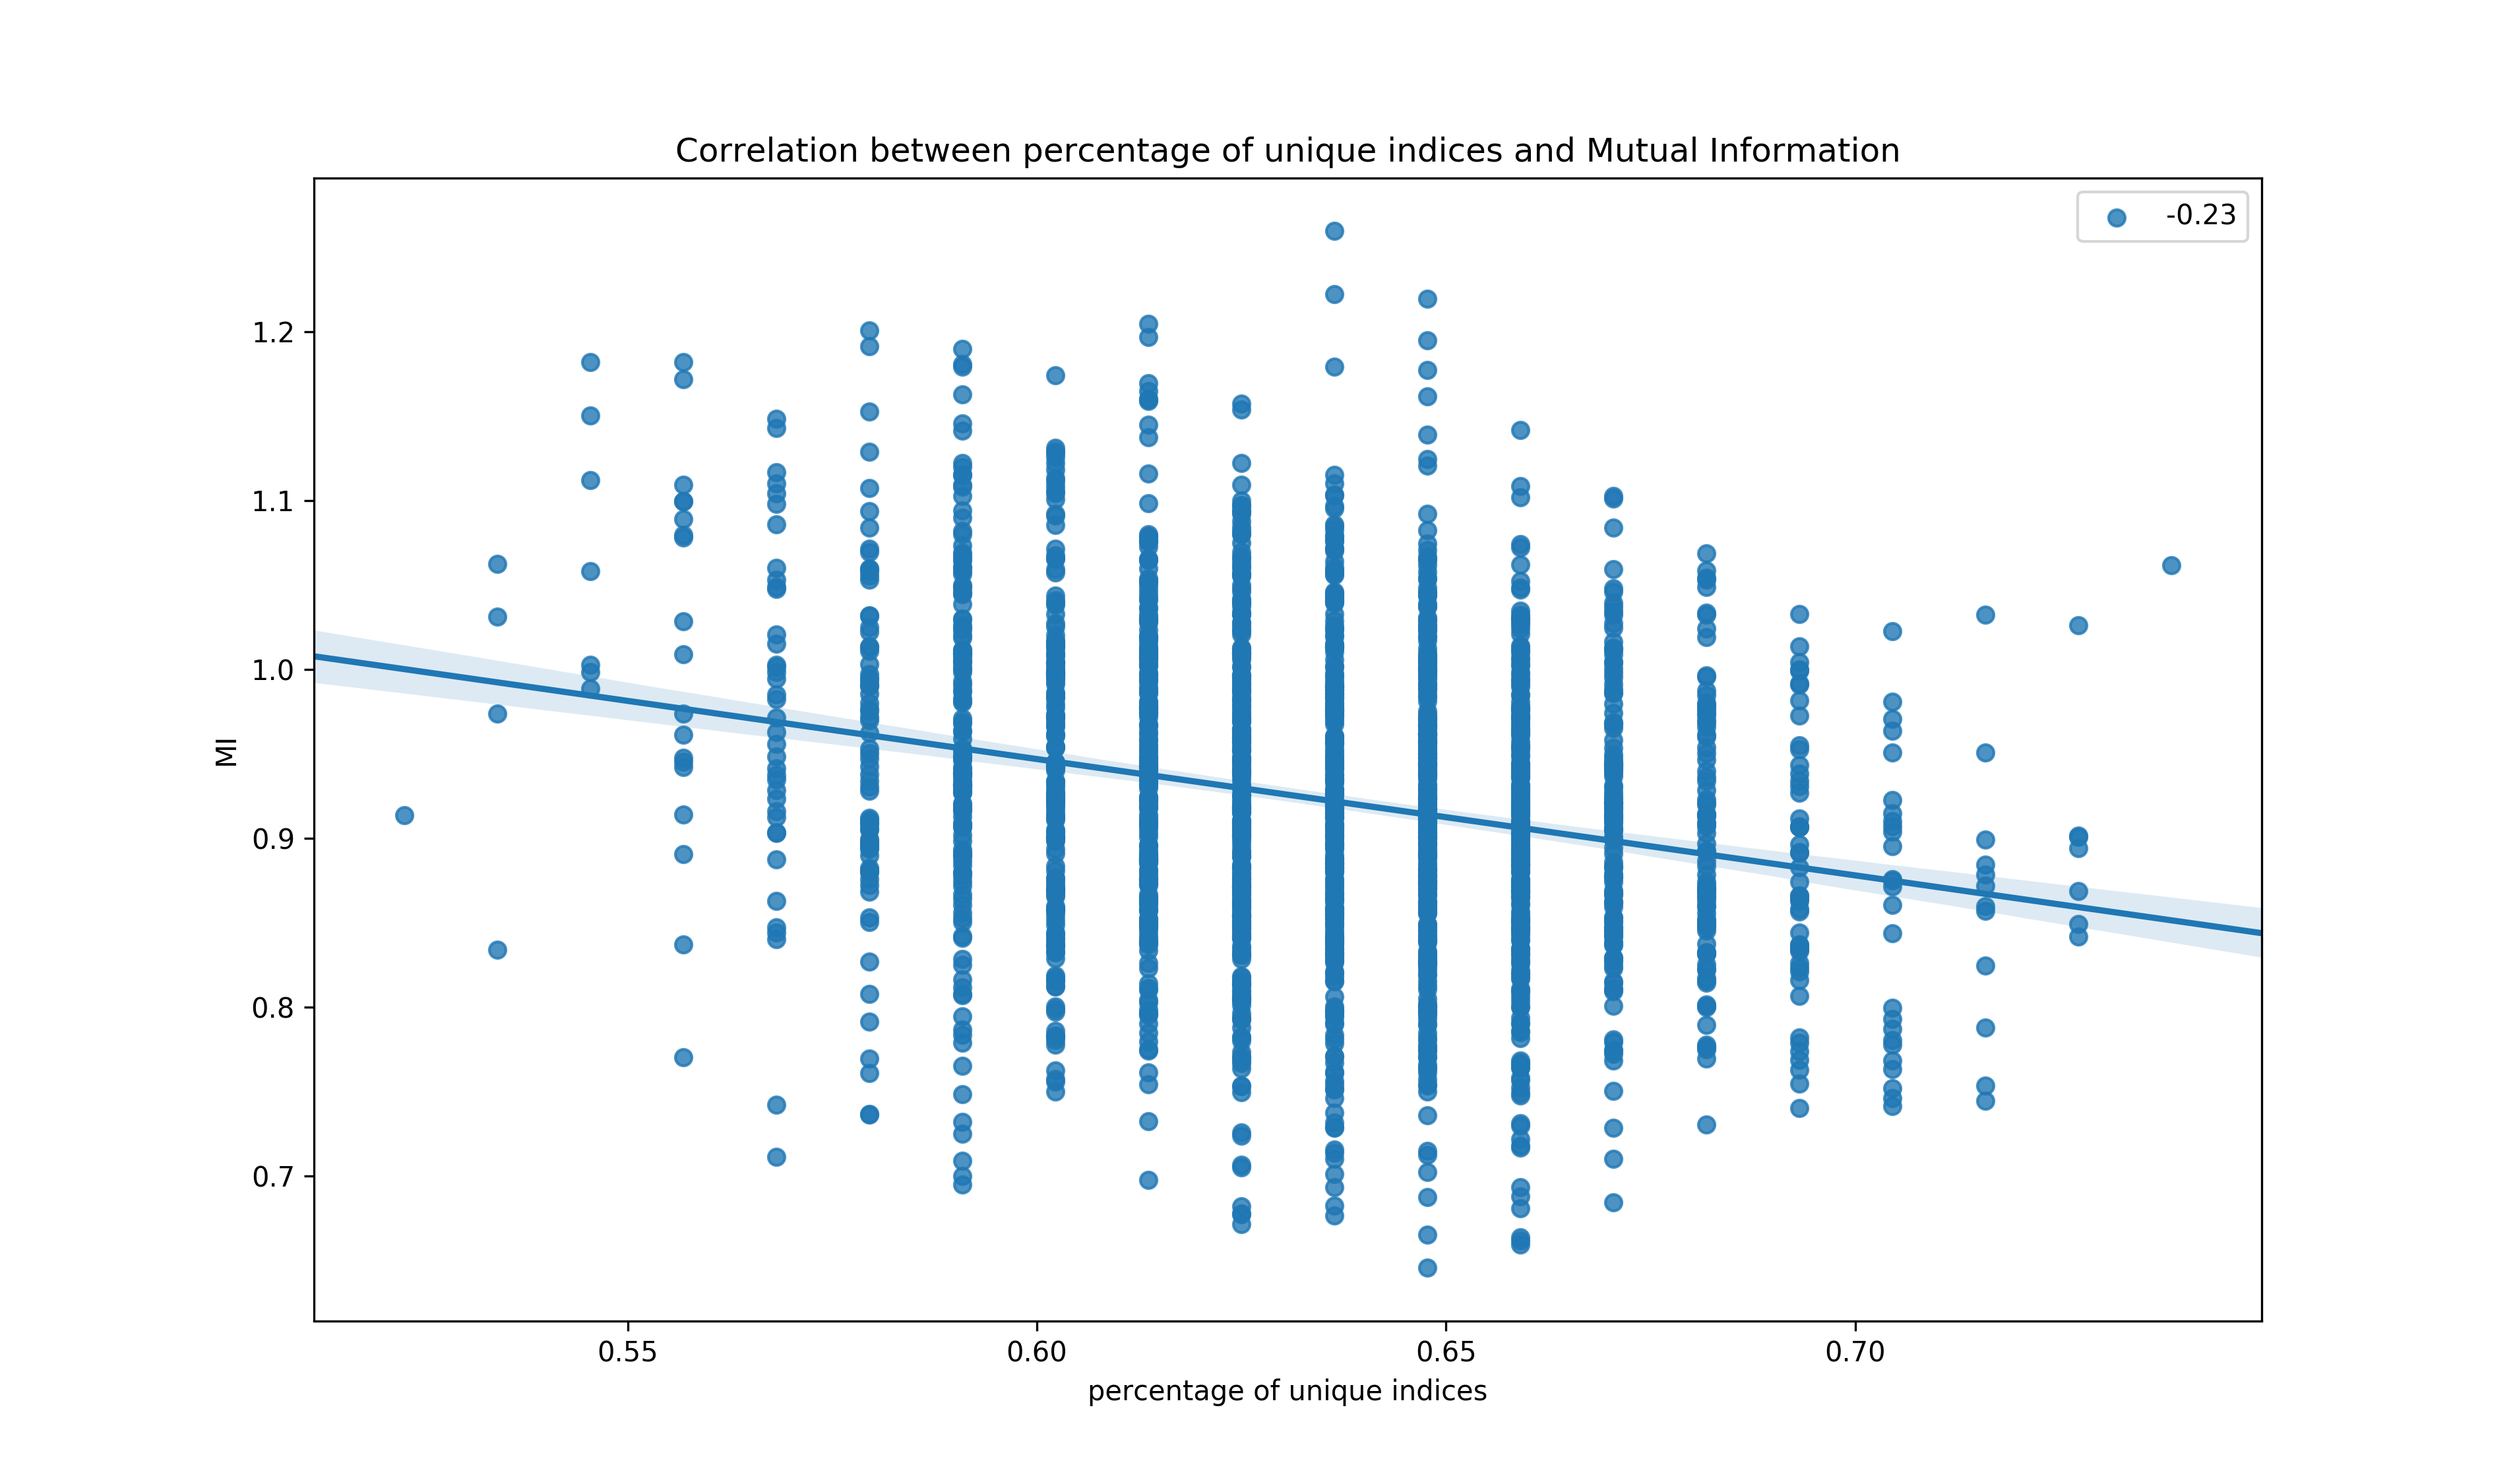 Correlation between percentage of unique indices and Mutual Information
-0.23
1.2
1.1
1.0
0.9
0.8
0.7
MI
0.55 0.60 0.65 0.70
percentage of unique indices